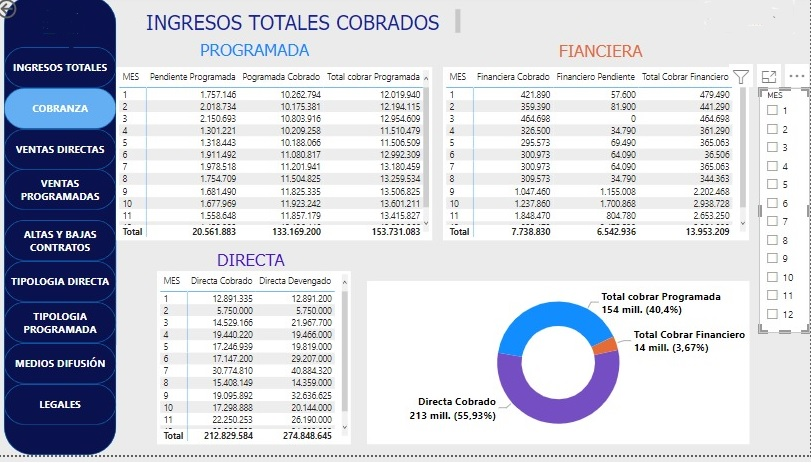 INGRESOS TOTALES COBRADOS
PROGRAMADA
FIANCIERA
INGRESOS TOTALES
COBRANZA
VENTAS DIRECTAS
VENTAS
PROGRAMADAS
ALTAS Y BAJAS
CONTRATOS
TIPOLOGIA DIRECTA
TIPOLOGIA
PROGRAMADA
MEDIOS DIFUSIÓN
LEGALES
MES Pendiente Programada Pogramada Cobrado Total cobrar Programada
1 1.757.146 10.262.794 12.019.940
2 2.018.734 10.175.381 12.194.115
3 2.150.693 10.803.916 12.954.609
4 1.301.221 10.209.258 11.510.479
5 1.318.443 10.188.066 11.506.509
6 1.911.492 11.080.817 12.992.309
7 1.978.518 11.201.941 13.180.459
8 1.754.709 11.504.825 13.259.534
9 1.681.490 11.825.335 13.506.825
10 1.677.969 11.923.242 13.601.211
11 1.558.648 11.857.179 13.415.827
Total 20.561.883 133.169.200 153.731.083
MES Financiera Cobrado Financiero Pendiente Total Cobrar Financiero
1 421.890 57.600 479.490
2 359.390 81.900 441.290
3 464.698 0 464.698
4 326.500 34.790 361.290
5 295.573 69.490 365.063
6 300.973 64.090 36.506
7 300.973 64.090 365.063
8 309.573 34.790 344.363
9 1.047.460 1.155.008 2.202.468
10 1.237.860 1.700.868 2.938.728
11 1.848.470 804.780 2.653.250
Total 7.738.830 6.542.936 13.953.209
MES
1
2
3
4
5
6
7
8
9
10
11
12
DIRECTA
MES Directa Cobrado Directa Devengado
1 12.891.335 12.891.200
2 5.750.000 5.750.000
3 14.529.166 21.967.700
4 19.440.220 19.466.000
5 17.246.939 19.819.000
6 17.147.200 29.207.000
7 30.774.810 40.884.320
8 15.408.149 14.359.000
9 19.095.892 32.636.625
10 17.298.888 20.144.000
11 22.250.253 26.190.000
Total 212.829.584 274.848.645
Total cobrar Programada
154 mill. (40,4%)
Total Cobrar Financiero
14 mill. (3,67%)
Directa Cobrado
213 mill. (55,93%)